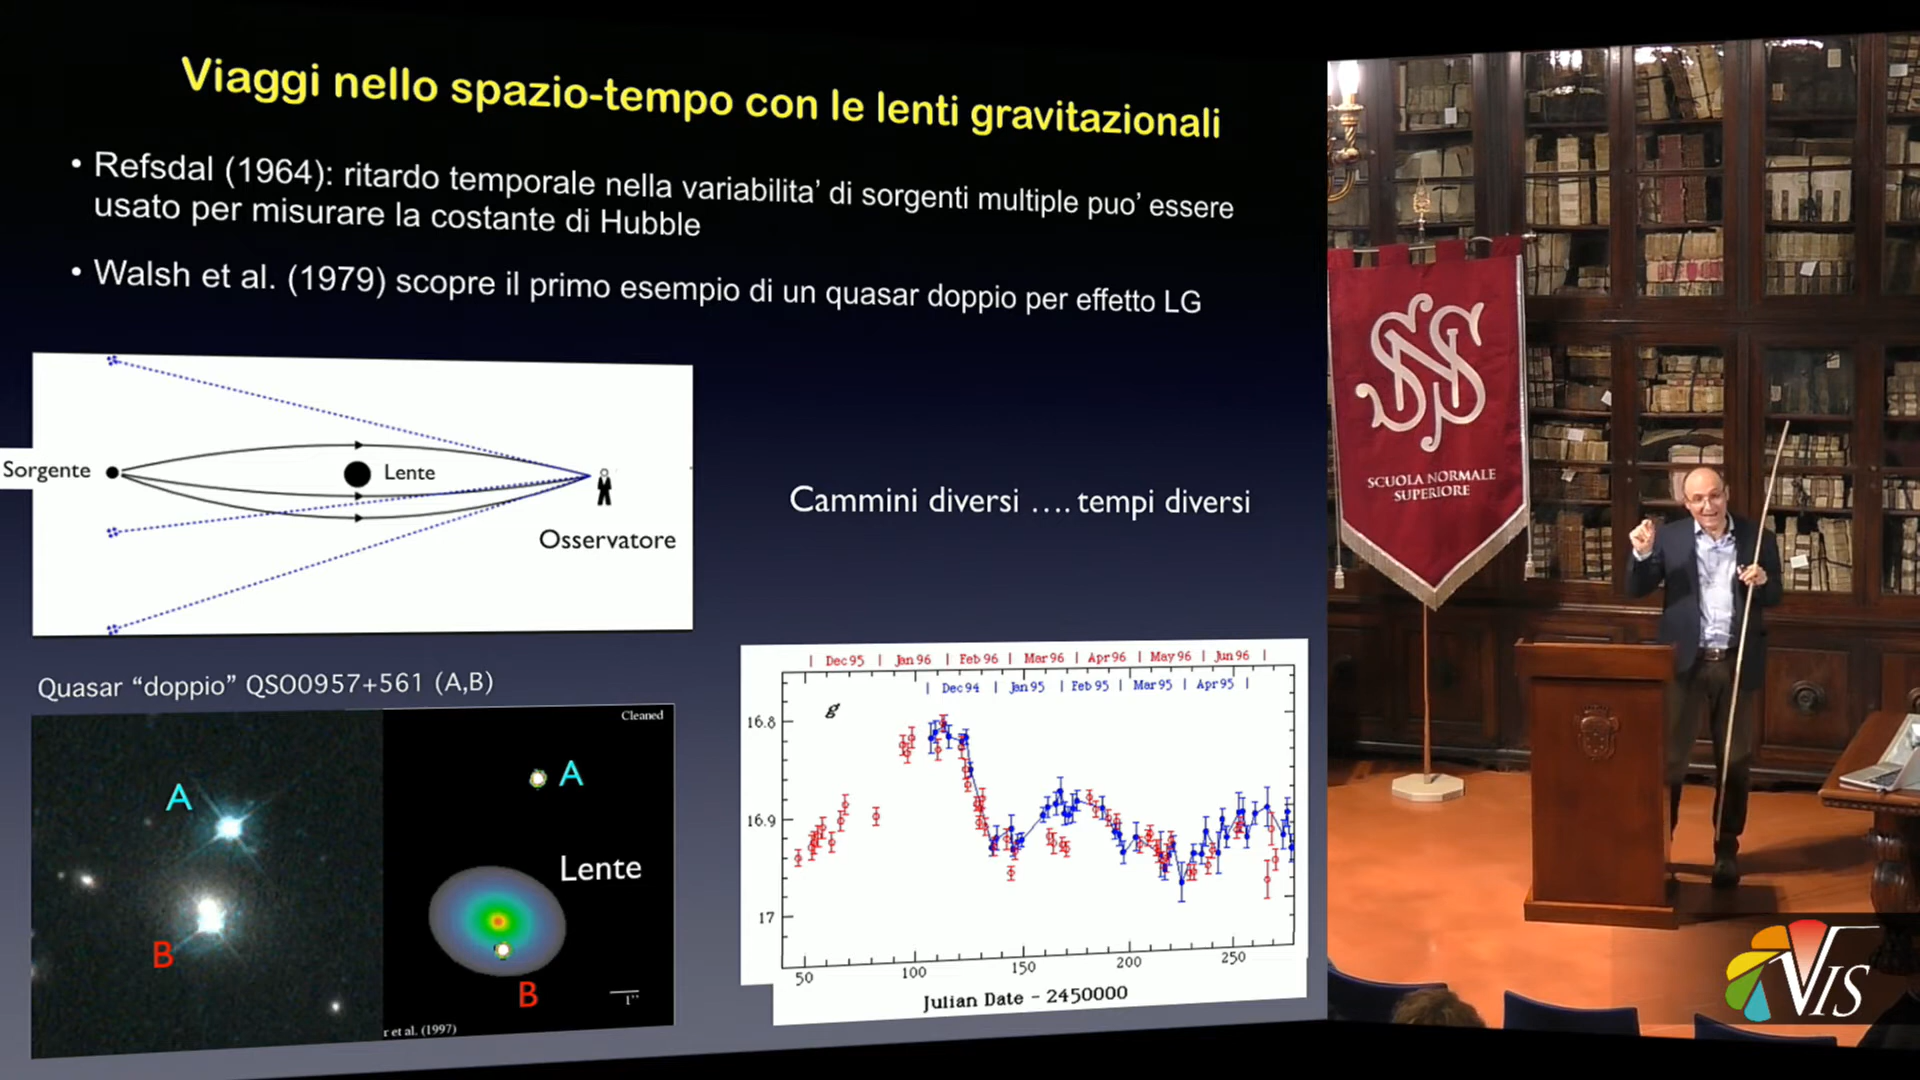 Viaggi nello spazio-tempo con le lenti gravitazionali
• Refsdal (1964): ritardo temporale nella variabilita' di sorgenti multiple puo' essere
usato per misurare la costante di Hubble
• Walsh et al. (1979) scopre il primo esempio di un quasar doppio per effetto LG
Sorgente
Lente
Osservatore
Cammini diversi .... tempi diversi
Quasar "doppio" QSO0957+561 (A,B)
A
B
Cleaned
A
Lente
B
1"
r et al. (1997)
| Dec 95 | Jan 96 | Feb 96 | Mar 96 | Apr 96 | May 96 | Jun 96 |
| Dec 94 | Jan 95 | Feb 95 | Mar 95 | Apr 95 |
g
16.8
16.9
17
50 100 150 200 250
Julian Date - 2450000
SNS
SCUOLA NORMALE
SUPERIORE
VIS